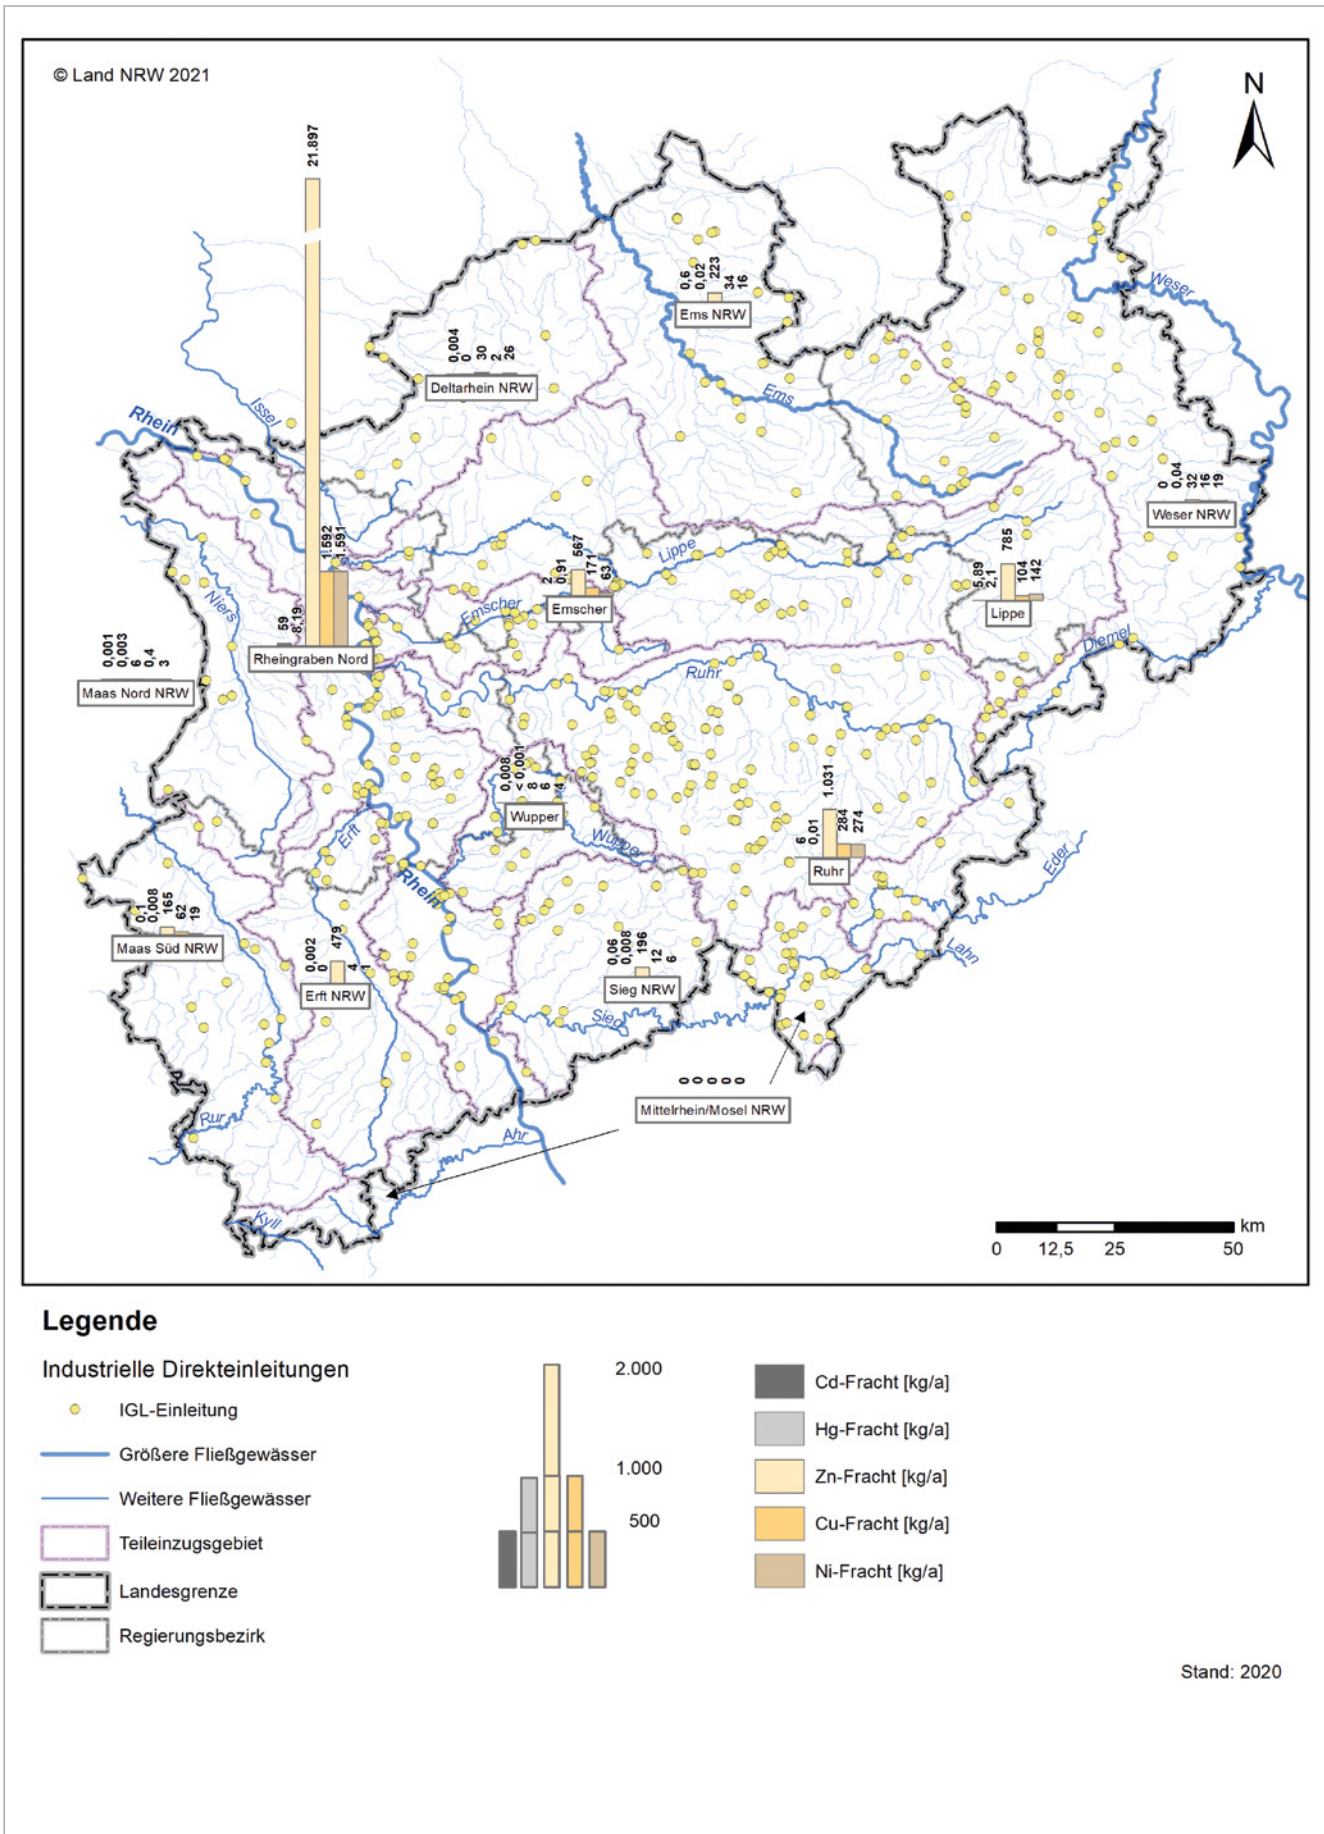 © Land NRW 2021
N
21.897
0,6
0,02
223
34
16
Ems NRW
Weser
0,004
0
30
2
26
Deltarhein NRW
Issel
Rhein
Ems
0
0,04
32
16
19
Weser NRW
59
8,19
1.592
1.591
Rheingraben Nord
2
0,91
567
171
63
Emscher
Lippe
Emscher
5,89
2,1
785
104
142
Lippe
Niers
Diemel
0,001
0,003
6
0,4
3
Maas Nord NRW
Ruhr
0,008
< 0,001
8
6
4
Wupper
Wupper
6
0,01
1.031
284
274
Ruhr
Erft
Rhein
Eder
0,1
0,008
165
62
19
Maas Süd NRW
0,002
0
479
4
1
Erft NRW
0,06
0,008
196
12
6
Sieg NRW
Lahn
Sieg
0
0
0
0
0
Mittelrhein/Mosel NRW
Rur
Ahr
Kyll
km
0 12,5 25 50
Legende
Industrielle Direkteinleitungen
IGL-Einleitung
Größere Fließgewässer
Weitere Fließgewässer
Teileinzugsgebiet
Landesgrenze
Regierungsbezirk
2.000
1.000
500
Cd-Fracht [kg/a]
Hg-Fracht [kg/a]
Zn-Fracht [kg/a]
Cu-Fracht [kg/a]
Ni-Fracht [kg/a]
Stand: 2020